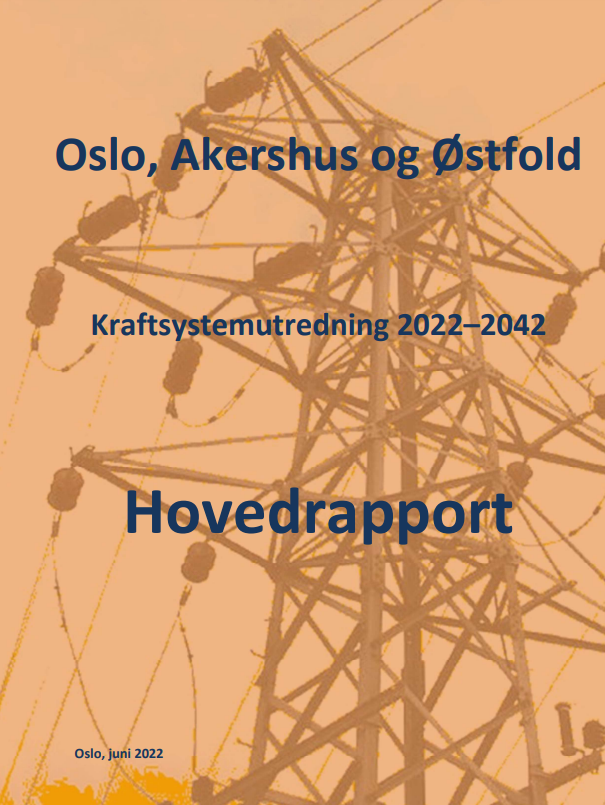 Oslo, Akershus og Østfold
Kraftsystemutredning 2022–2042
Hovedrapport
Oslo, juni 2022